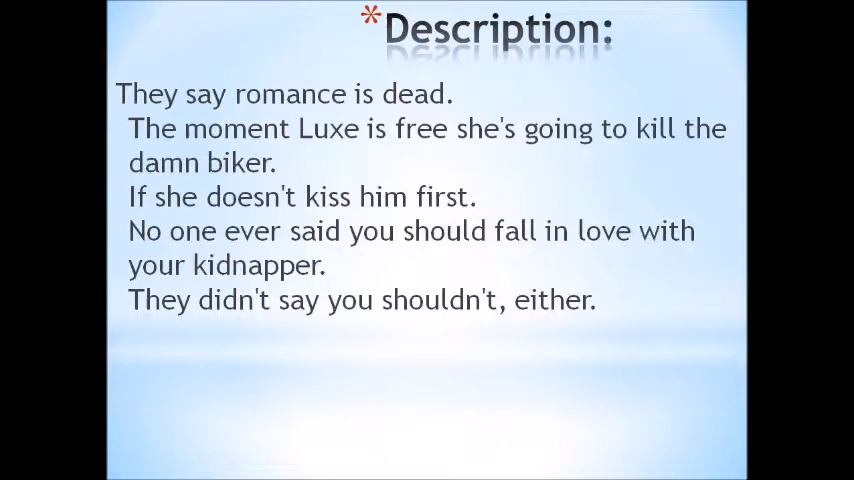 *Description:
They say romance is dead.
The moment Luxe is free she's going to kill the
damn biker.
If she doesn't kiss him first.
No one ever said you should fall in love with
your kidnapper.
They didn't say you shouldn't, either.